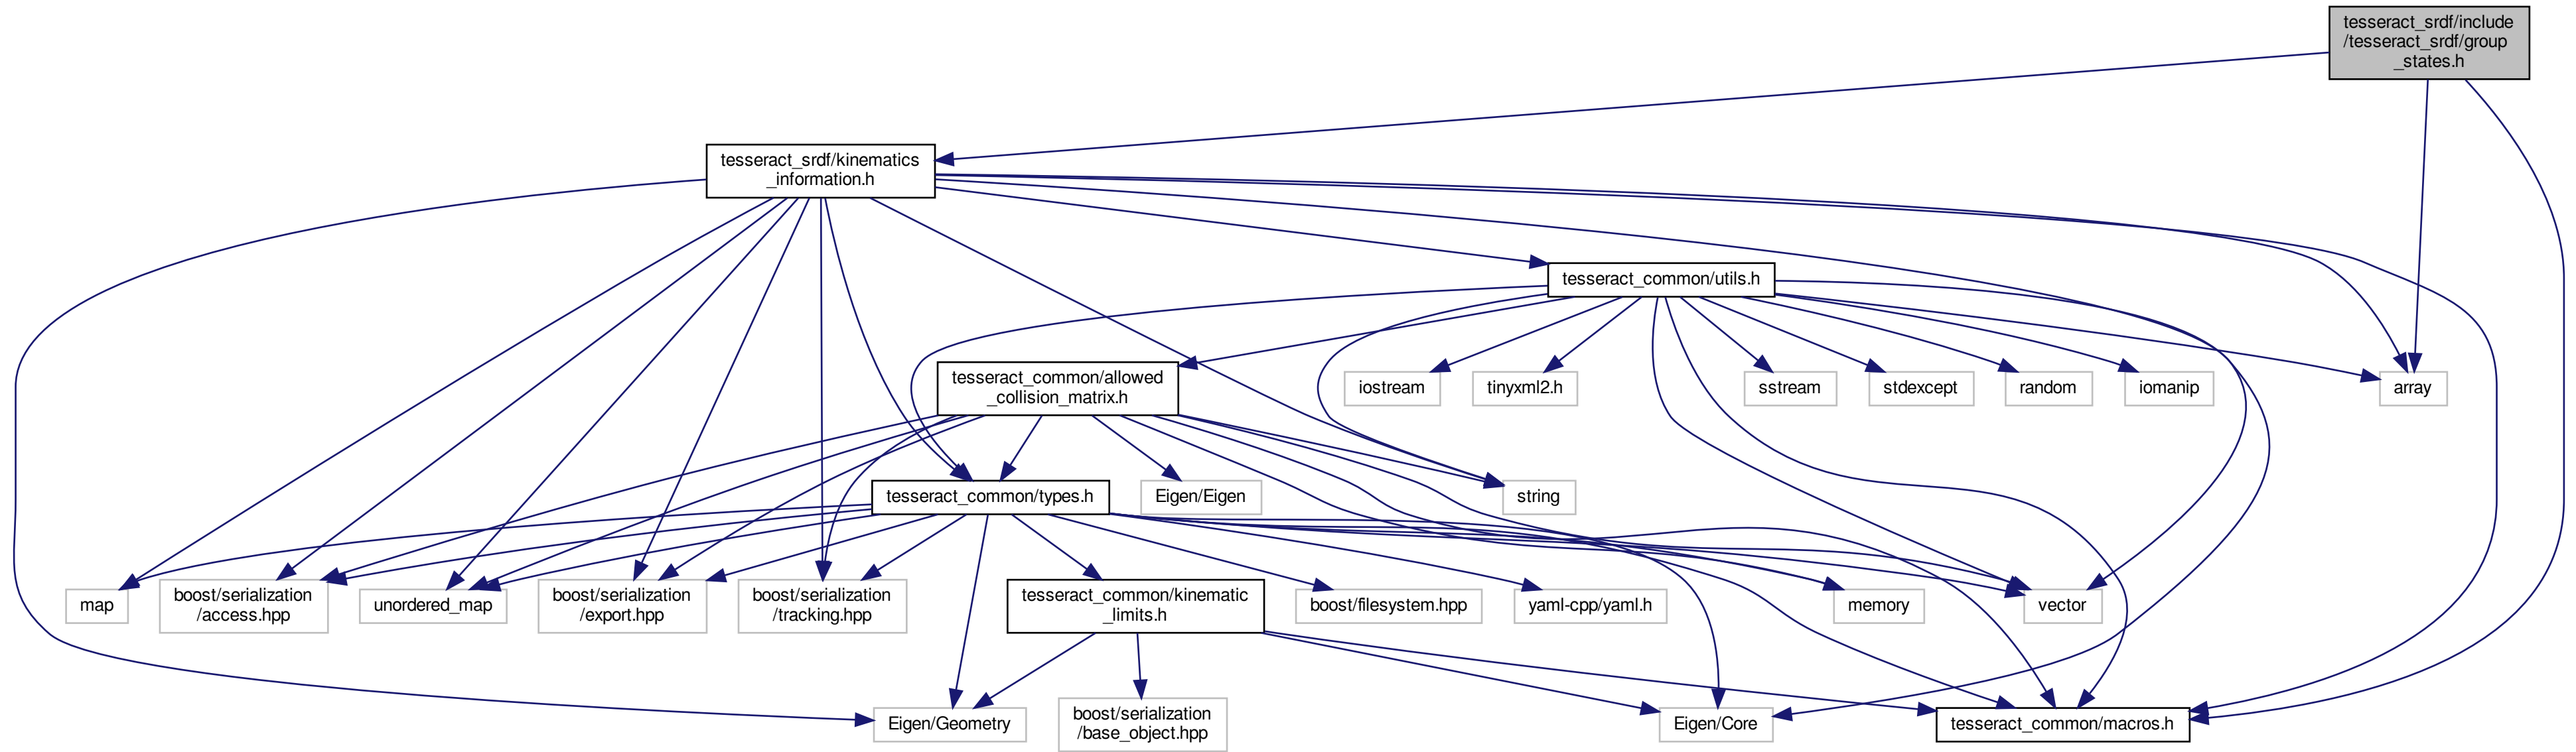 tesseract_srdf/include
/tesseract_srdf/group
_states.h
tesseract_srdf/kinematics
_information.h
tesseract_common/utils.h
tesseract_common/allowed
_collision_matrix.h
iostream
tinyxml2.h
sstream
stdexcept
random
iomanip
array
tesseract_common/types.h
Eigen/Eigen
string
map
boost/serialization
/access.hpp
unordered_map
boost/serialization
/export.hpp
boost/serialization
/tracking.hpp
tesseract_common/kinematic
_limits.h
boost/filesystem.hpp
yaml-cpp/yaml.h
memory
vector
Eigen/Geometry
boost/serialization
/base_object.hpp
Eigen/Core
tesseract_common/macros.h